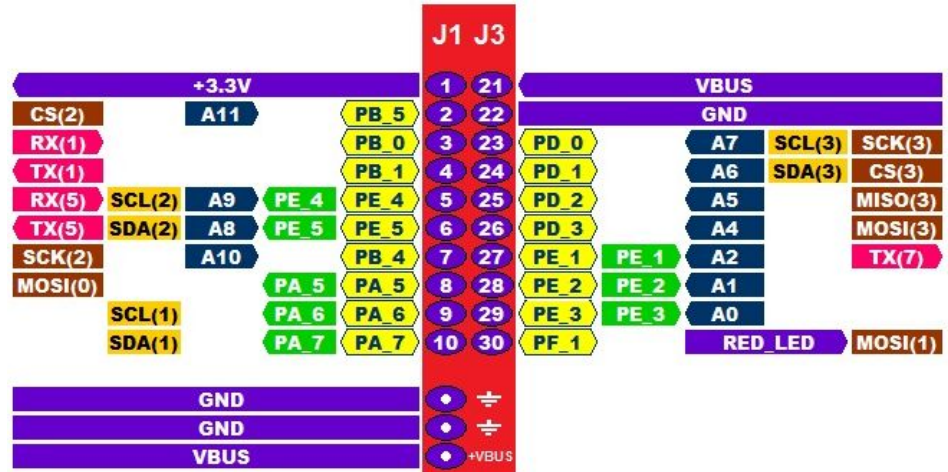 J1 J3
+3.3V 1 21 VBUS
CS(2) A11 PB_5 2 22 GND
RX(1) PB_0 3 23 PD_0 A7 SCL(3) SCK(3)
TX(1) PB_1 4 24 PD_1 A6 SDA(3) CS(3)
RX(5) SCL(2) A9 PE_4 PE_4 5 25 PD_2 A5 MISO(3)
TX(5) SDA(2) A8 PE_5 PE_5 6 26 PD_3 A4 MOSI(3)
SCK(2) A10 PB_4 7 27 PE_1 PE_1 A2 TX(7)
MOSI(0) PA_5 PA_5 8 28 PE_2 PE_2 A1
SCL(1) PA_6 PA_6 9 29 PE_3 PE_3 A0
SDA(1) PA_7 PA_7 10 30 PF_1 RED_LED MOSI(1)
GND
GND
VBUS +VBUS